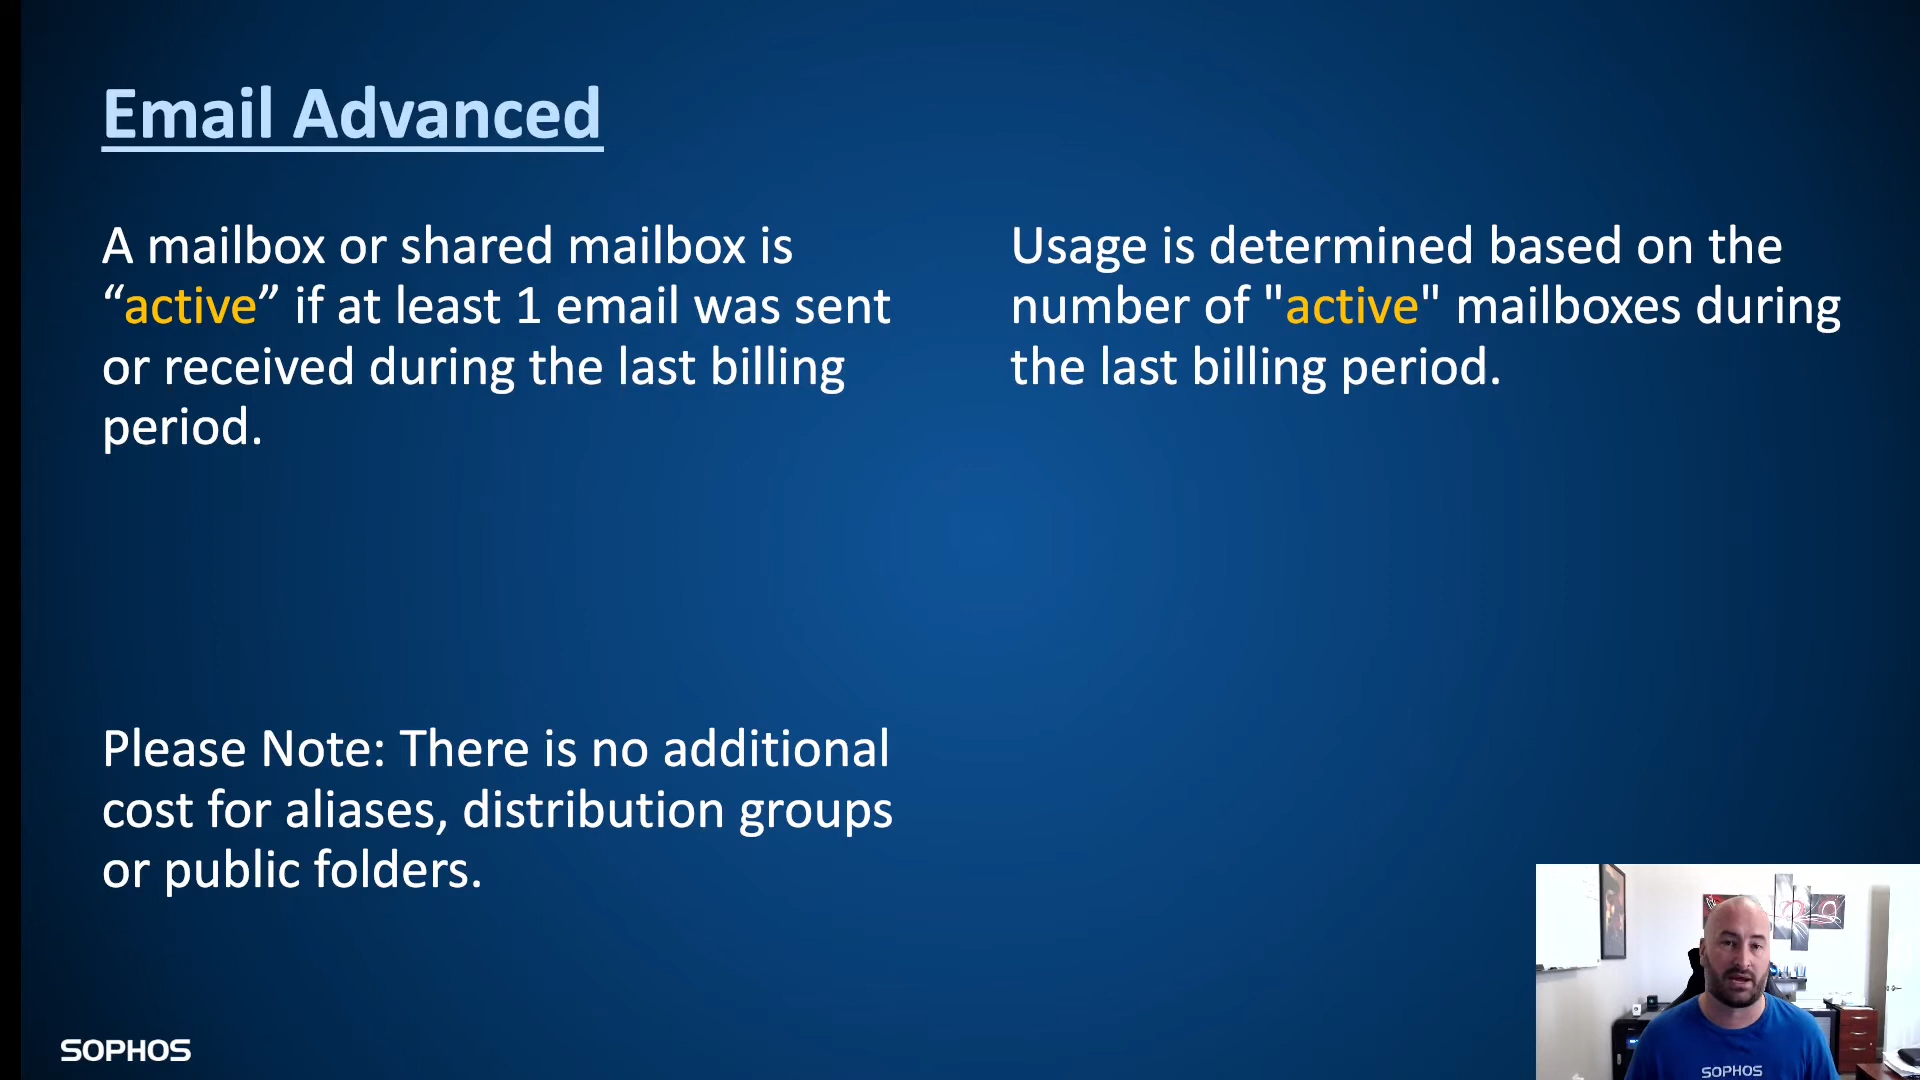 Email Advanced
A mailbox or shared mailbox is
“active” if at least 1 email was sent
or received during the last billing
period.
Usage is determined based on the
number of "active" mailboxes during
the last billing period.
Please Note: There is no additional
cost for aliases, distribution groups
or public folders.
SOPHOS
SOPHOS